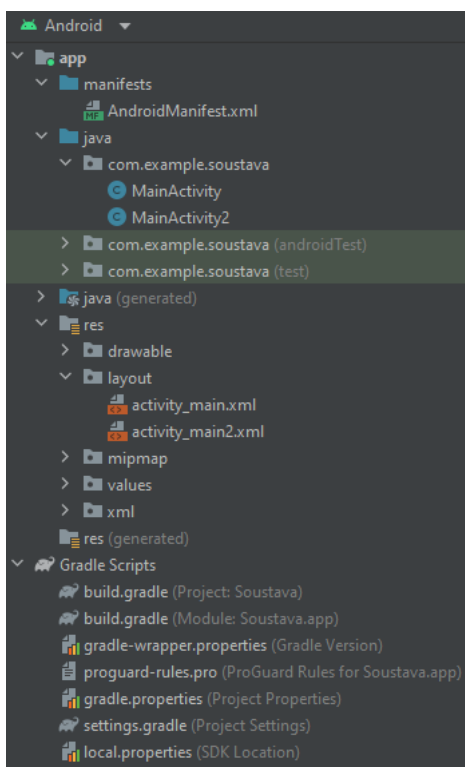 Android
app
manifests
AndroidManifest.xml
java
com.example.soustava
MainActivity
MainActivity2
com.example.soustava (androidTest)
com.example.soustava (test)
java (generated)
res
drawable
layout
activity_main.xml
activity_main2.xml
mipmap
values
xml
res (generated)
Gradle Scripts
build.gradle (Project: Soustava)
build.gradle (Module: Soustava.app)
gradle-wrapper.properties (Gradle Version)
proguard-rules.pro (ProGuard Rules for Soustava.app)
gradle.properties (Project Properties)
settings.gradle (Project Settings)
local.properties (SDK Location)